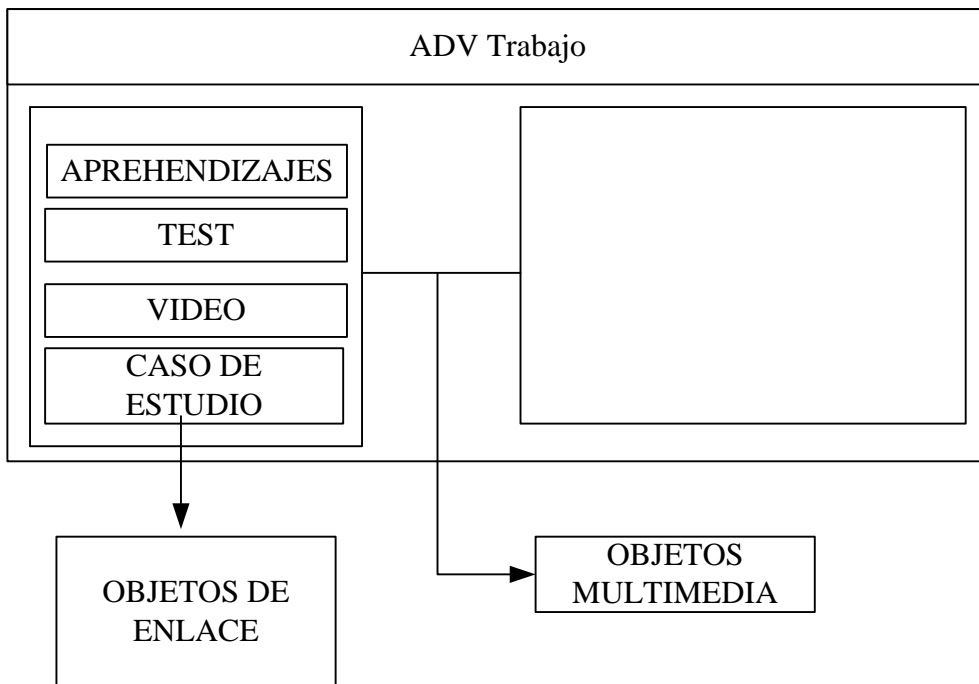 ADV Trabajo
APREHENDIZAJES
TEST
VIDEO
CASO DE
ESTUDIO
OBJETOS DE
ENLACE
OBJETOS
MULTIMEDIA